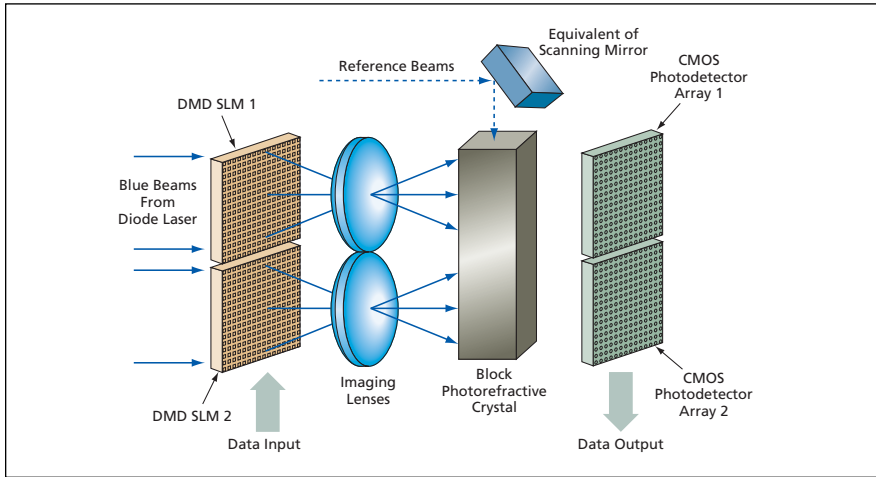 Equivalent of
Scanning Mirror
Reference Beams
CMOS
Photodetector
Array 1
DMD SLM 1
Blue Beams
From
Diode Laser
DMD SLM 2
Imaging
Lenses
Block
Photorefractive
Crystal
CMOS
Photodetector
Array 2
Data Input
Data Output